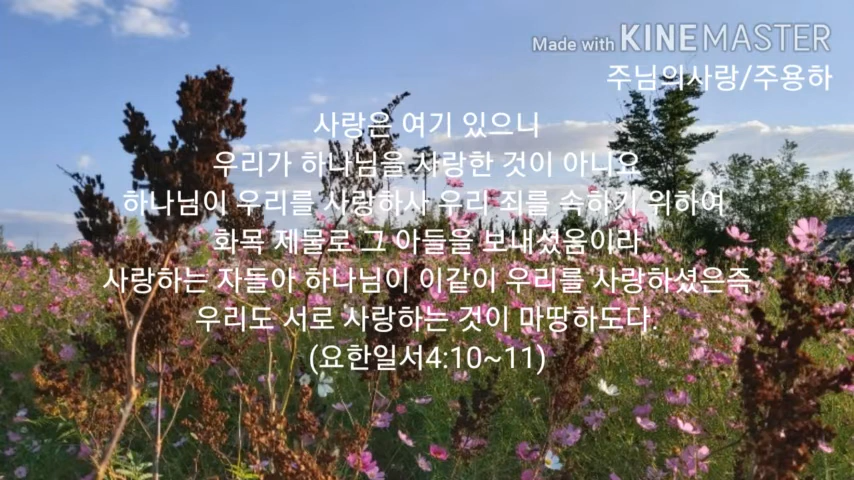 Made with KINEMASTER
주님의사랑/주용하
사랑은 여기 있으니
우리가 하나님을 사랑한 것이 아니요
하나님이 우리를 사랑하사 우리 죄를 속하기 위하여
화목 제물로 그 아들을 보내셨움이라
사랑하는 자들아 하나님이 이같이 우리를 사랑하셨은즉
우리도 서로 사랑하는 것이 마땅하도다.
(요한일서4:10~11)